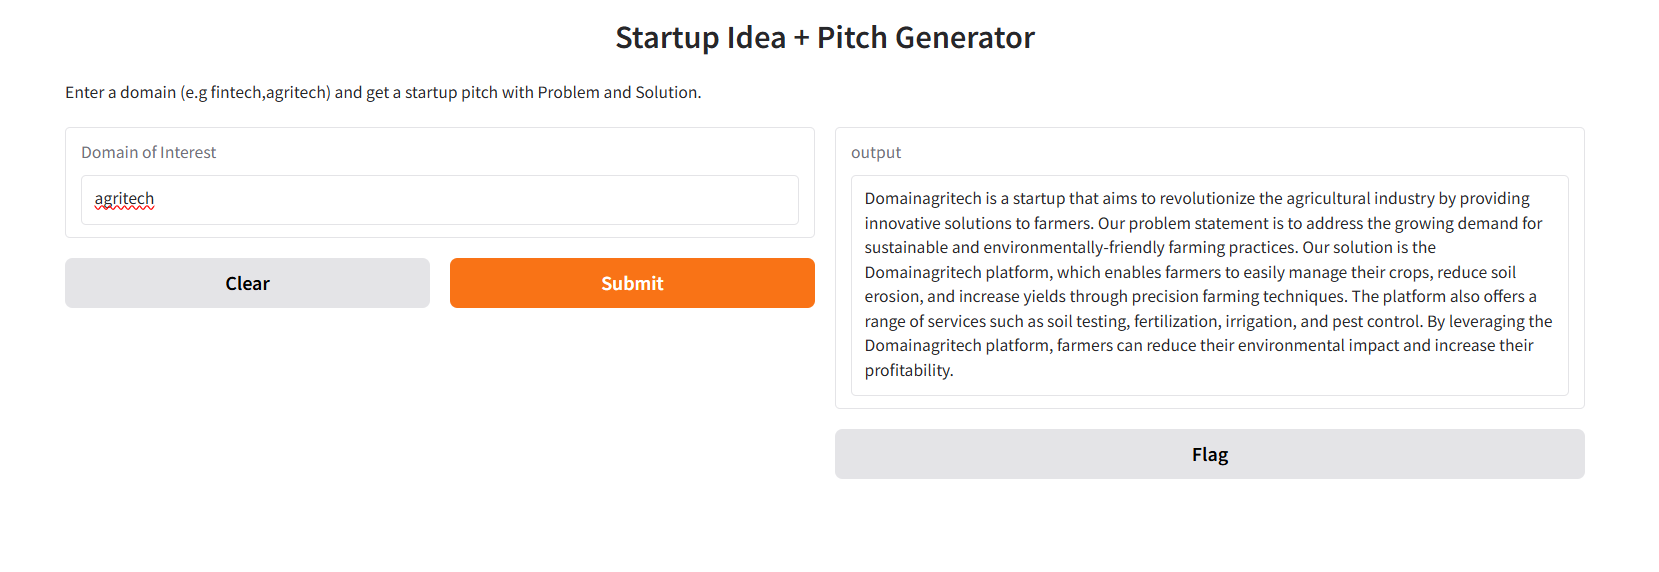 Startup Idea + Pitch Generator
Enter a domain (e.g fintech,agritech) and get a startup pitch with Problem and Solution.
Domain of Interest
agritech
Clear
Submit
output
Domainagritech is a startup that aims to revolutionize the agricultural industry by providing
innovative solutions to farmers. Our problem statement is to address the growing demand for
sustainable and environmentally-friendly farming practices. Our solution is the
Domainagritech platform, which enables farmers to easily manage their crops, reduce soil
erosion, and increase yields through precision farming techniques. The platform also offers a
range of services such as soil testing, fertilization, irrigation, and pest control. By leveraging the
Domainagritech platform, farmers can reduce their environmental impact and increase their
profitability.
Flag